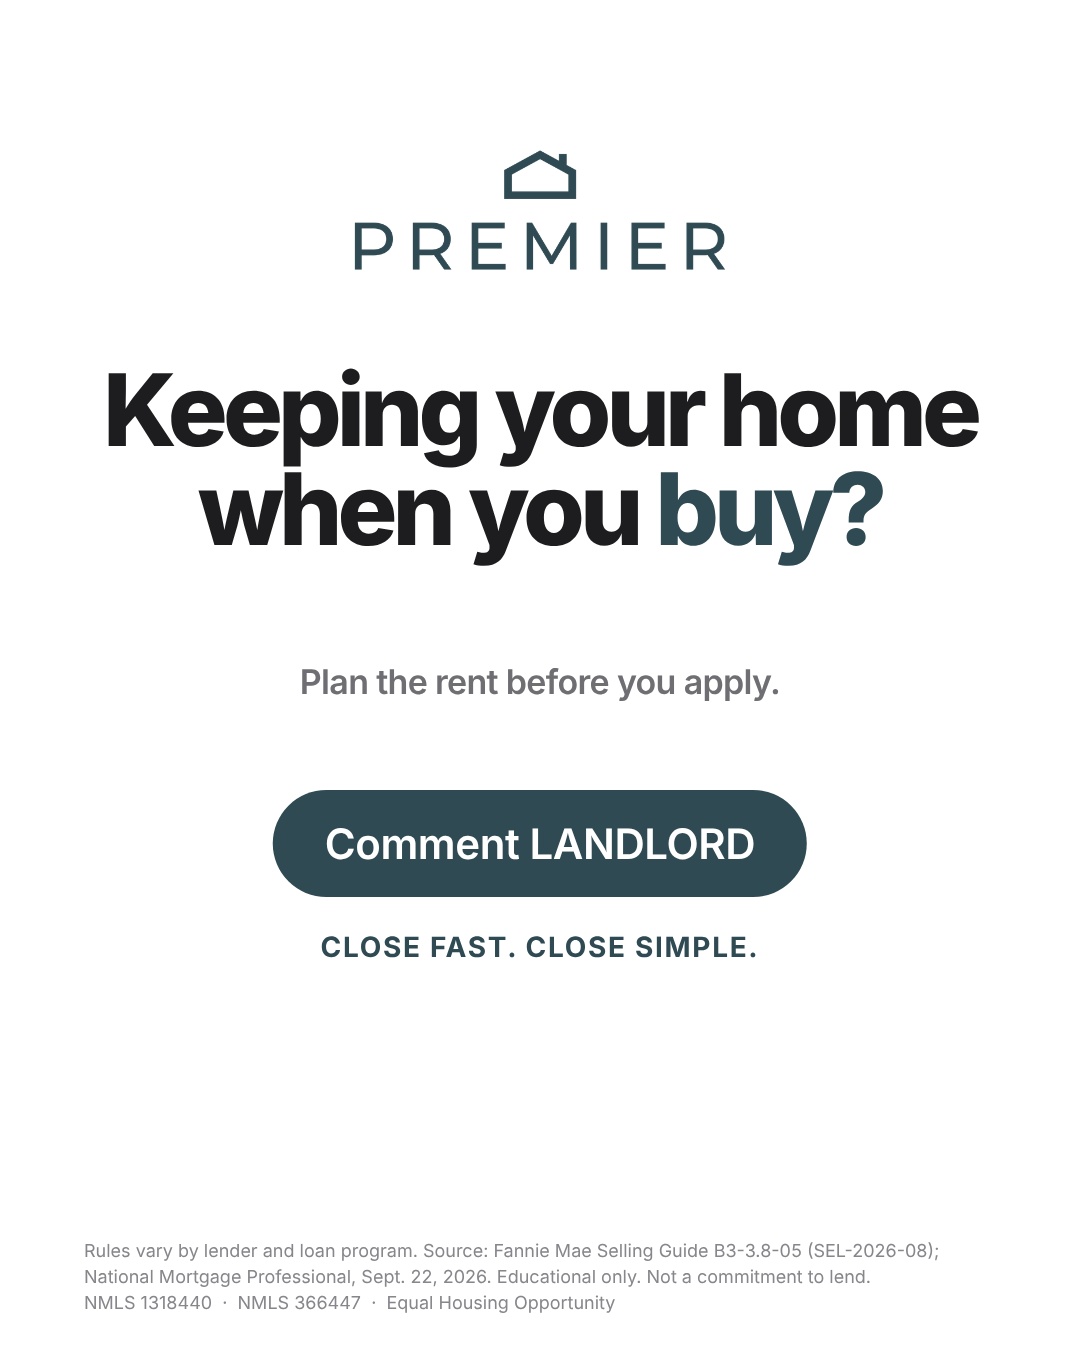 PREMIER
Keeping your home
when you buy?
Plan the rent before you apply.
Comment LANDLORD
CLOSE FAST. CLOSE SIMPLE.
Rules vary by lender and loan program. Source: Fannie Mae Selling Guide B3-3.8-05 (SEL-2026-08);
National Mortgage Professional, Sept. 22, 2026. Educational only. Not a commitment to lend.
NMLS 1318440 · NMLS 366447 · Equal Housing Opportunity